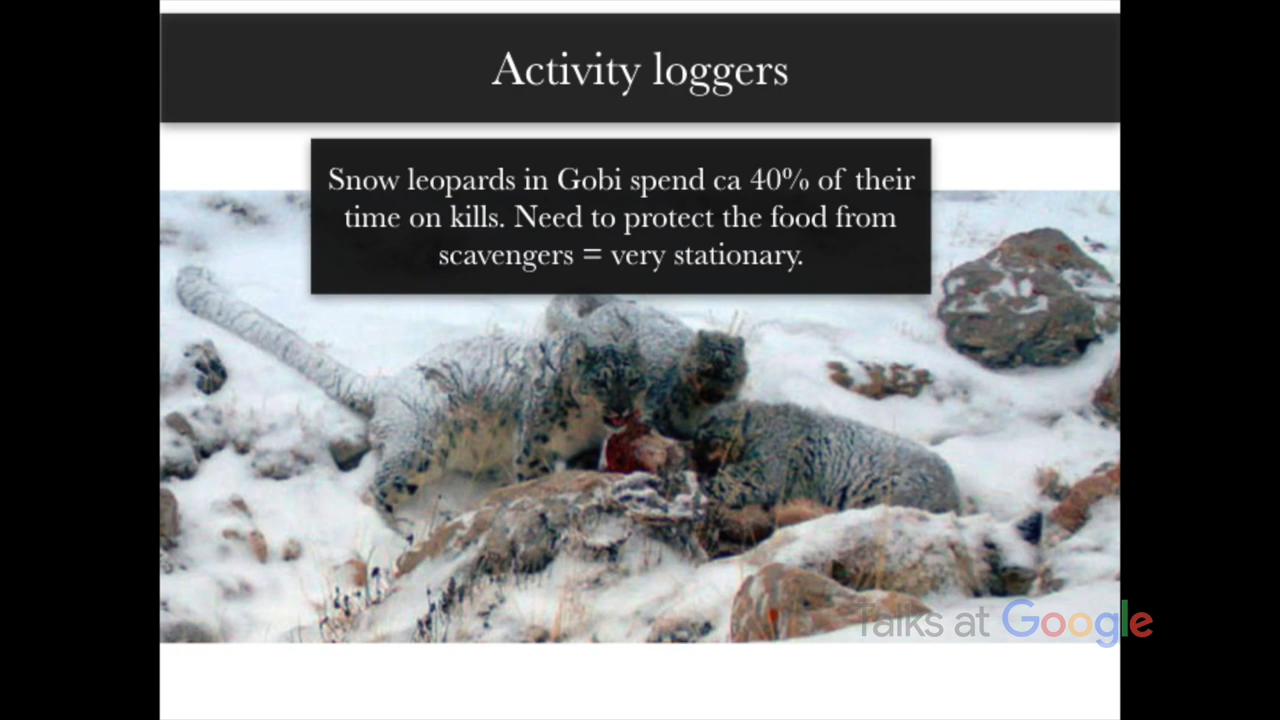 Activity loggers
Snow leopards in Gobi spend ca 40% of their
time on kills. Need to protect the food from
scavengers = very stationary.
Talks at Google